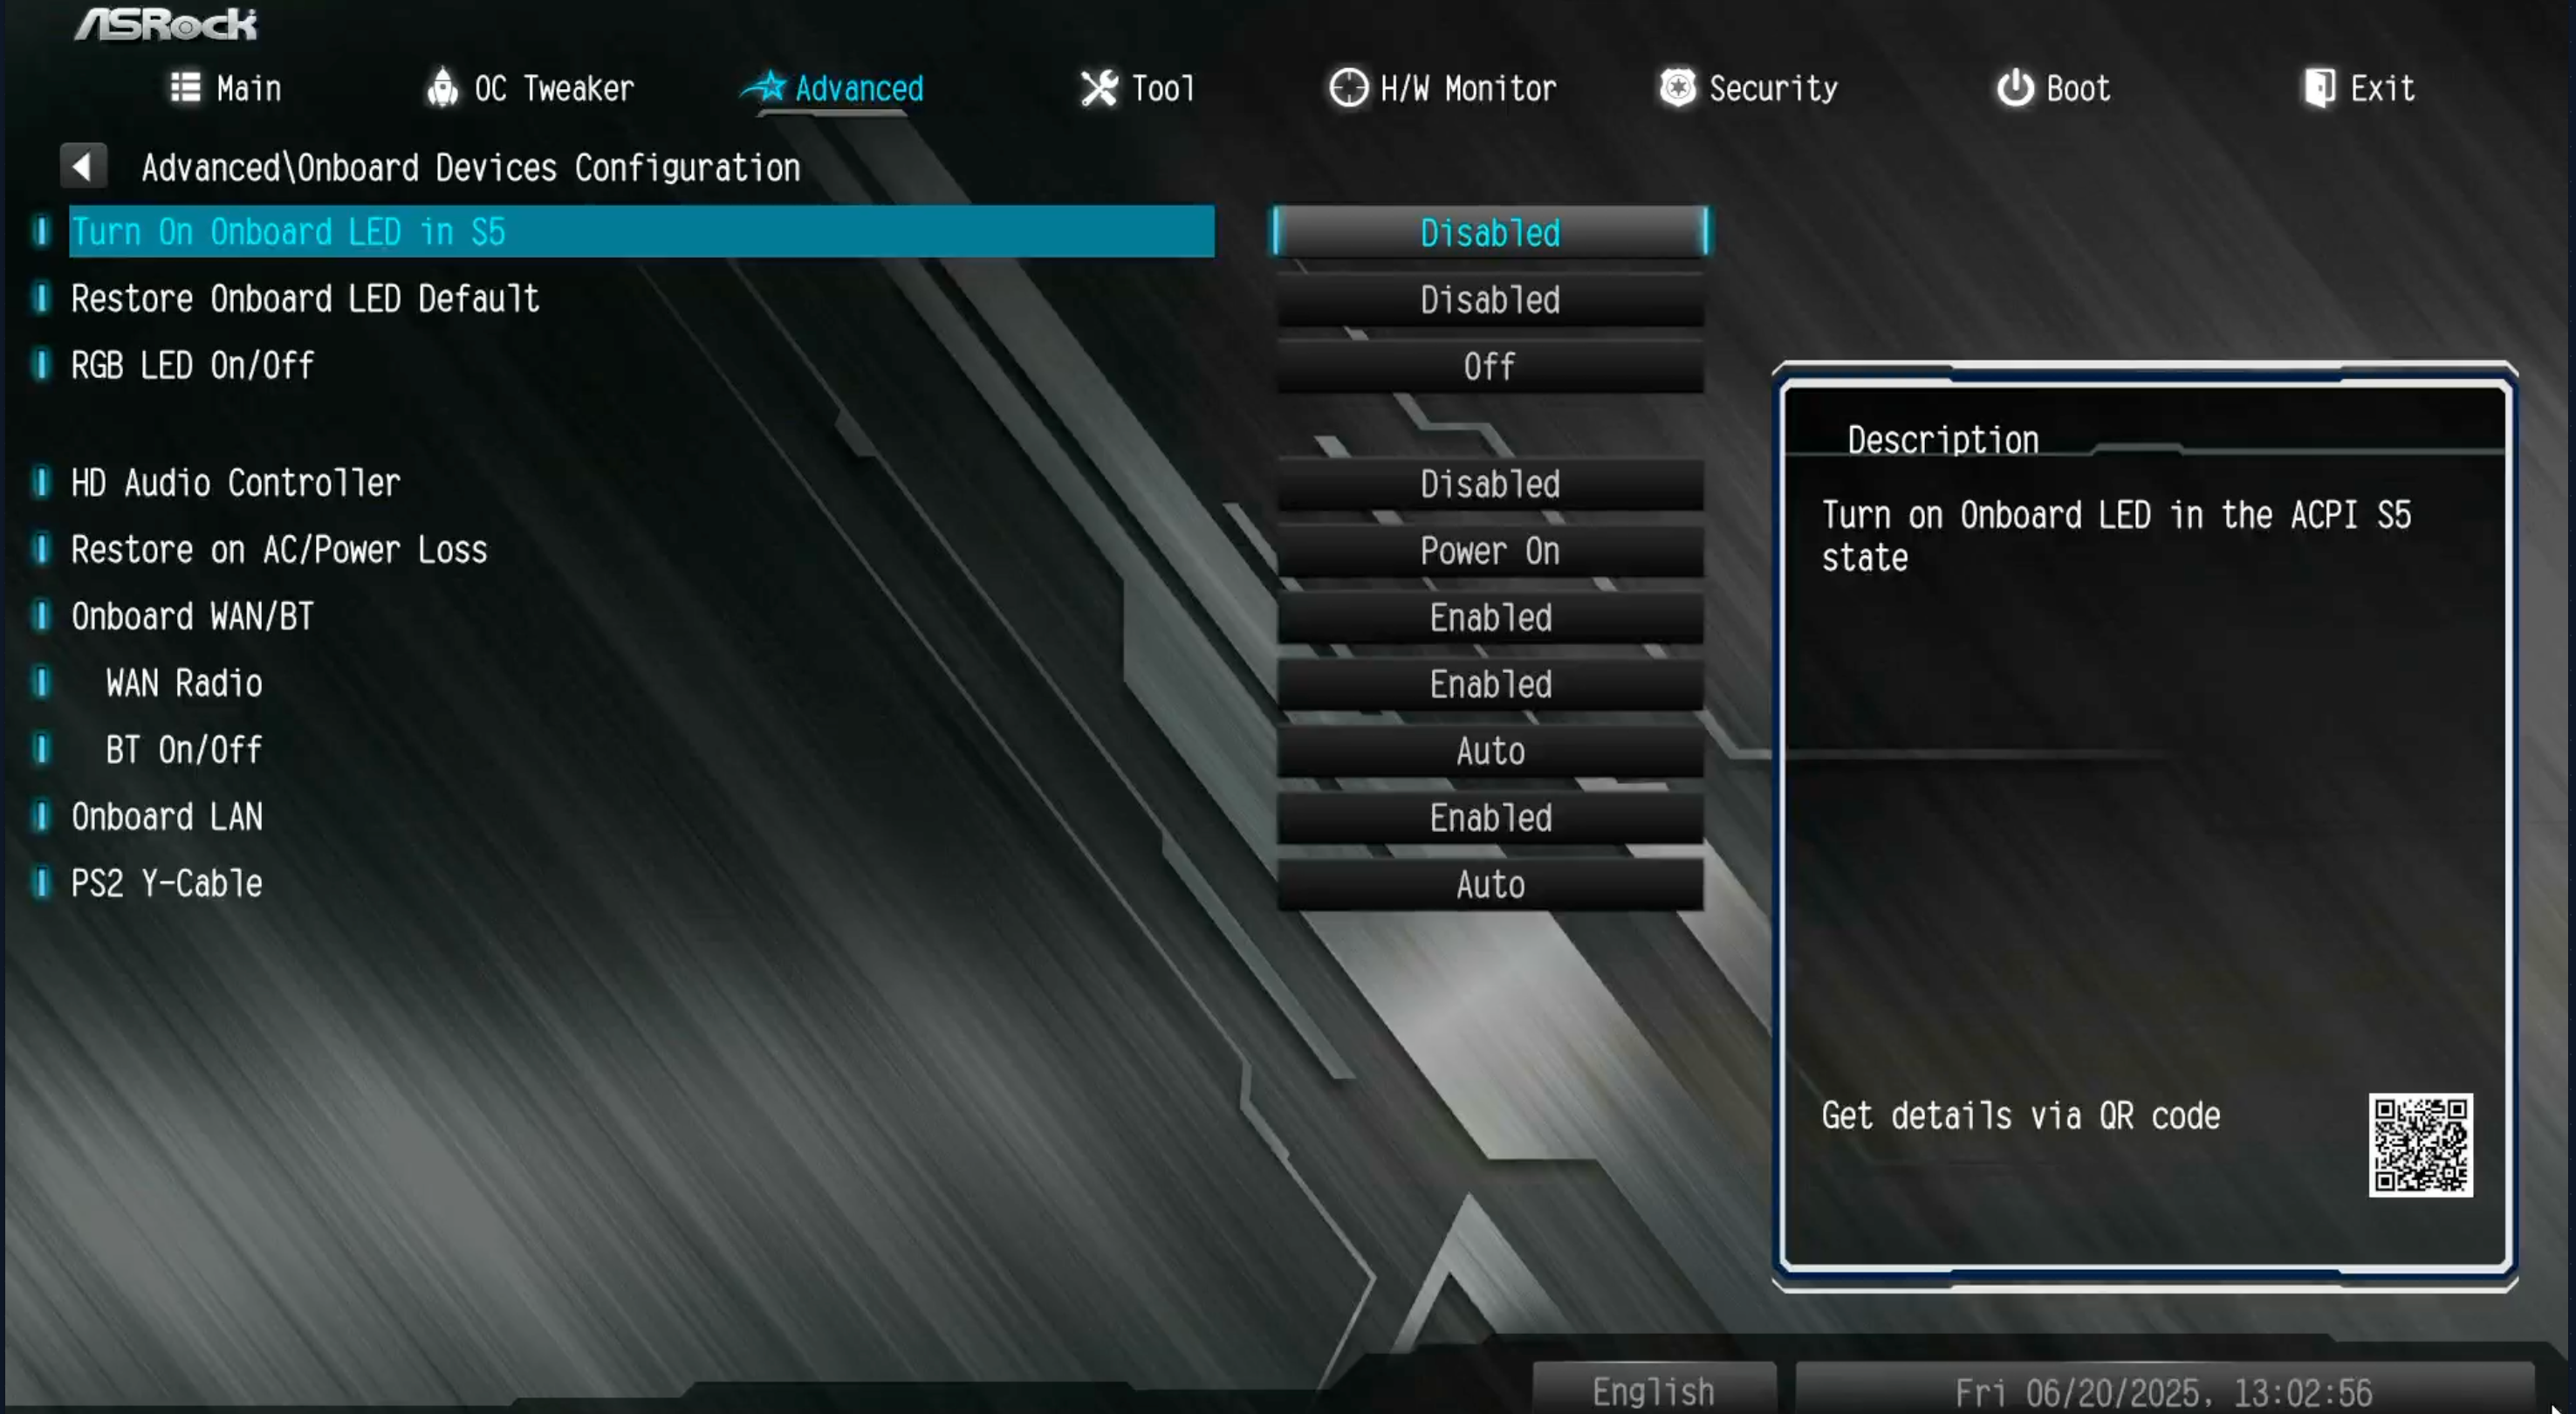 ASRock
Main OC Tweaker Advanced Tool H/W Monitor Security Boot Exit
Advanced\Onboard Devices Configuration
Turn On Onboard LED in S5 Disabled
Restore Onboard LED Default Disabled
RGB LED On/Off Off
HD Audio Controller Disabled
Restore on AC/Power Loss Power On
Onboard WAN/BT Enabled
WAN Radio Enabled
BT On/Off Auto
Onboard LAN Enabled
PS2 Y-Cable Auto
Description
Turn on Onboard LED in the ACPI S5
state
Get details via QR code
English Fri 06/20/2025, 13:02:56